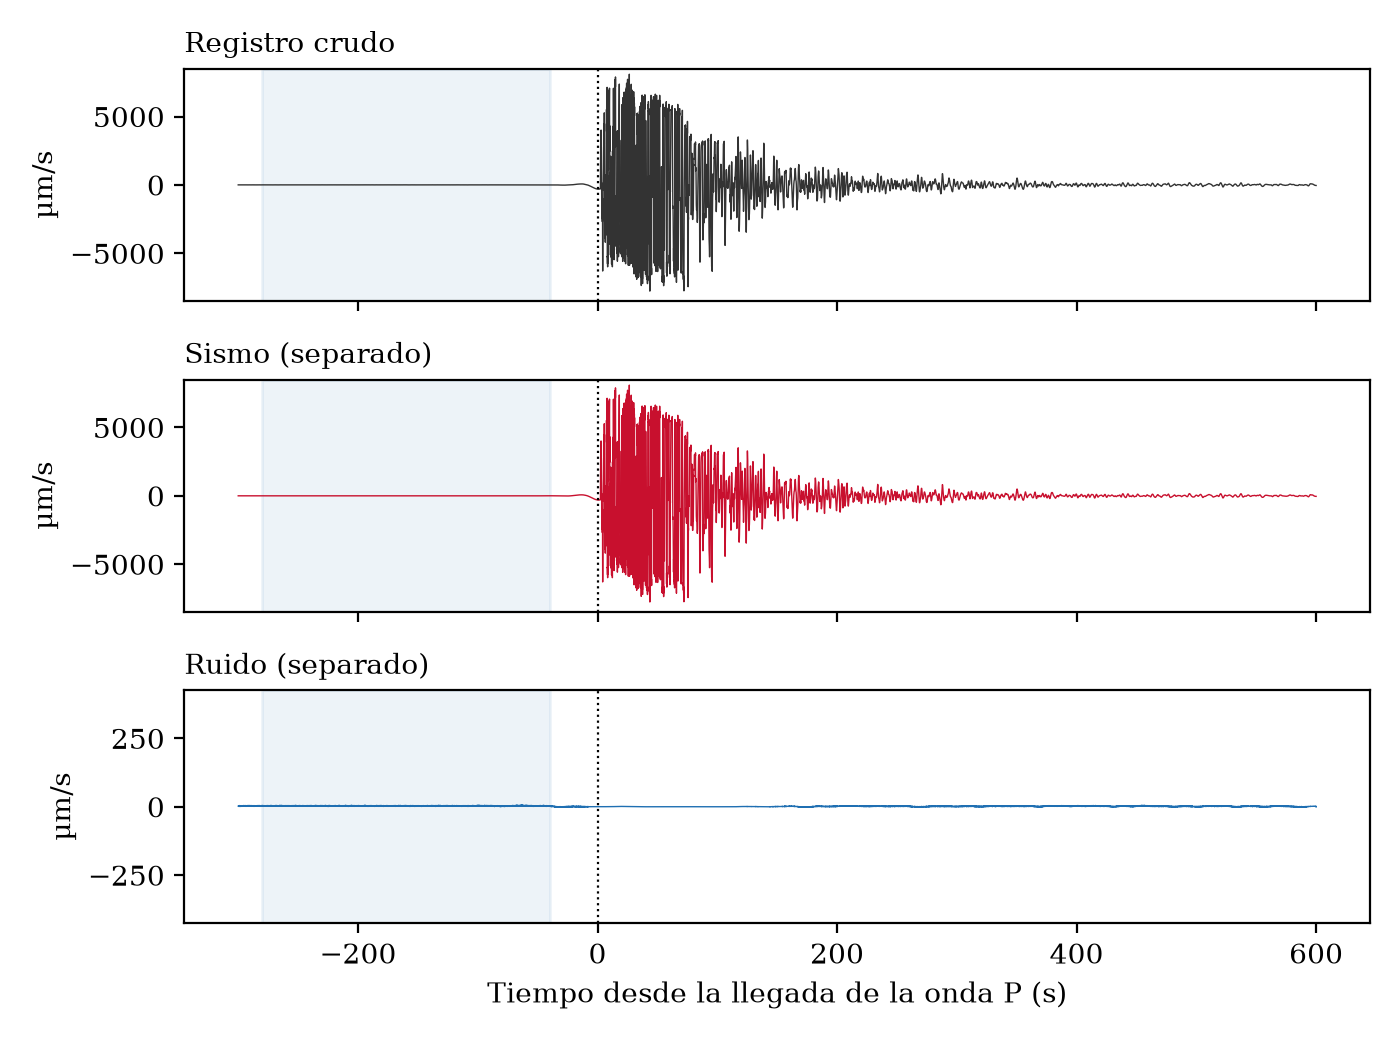 Registro crudo
5000
0
−5000
µm/s
Sismo (separado)
5000
0
−5000
µm/s
Ruido (separado)
250
0
−250
µm/s
−200 0 200 400 600
Tiempo desde la llegada de la onda P (s)